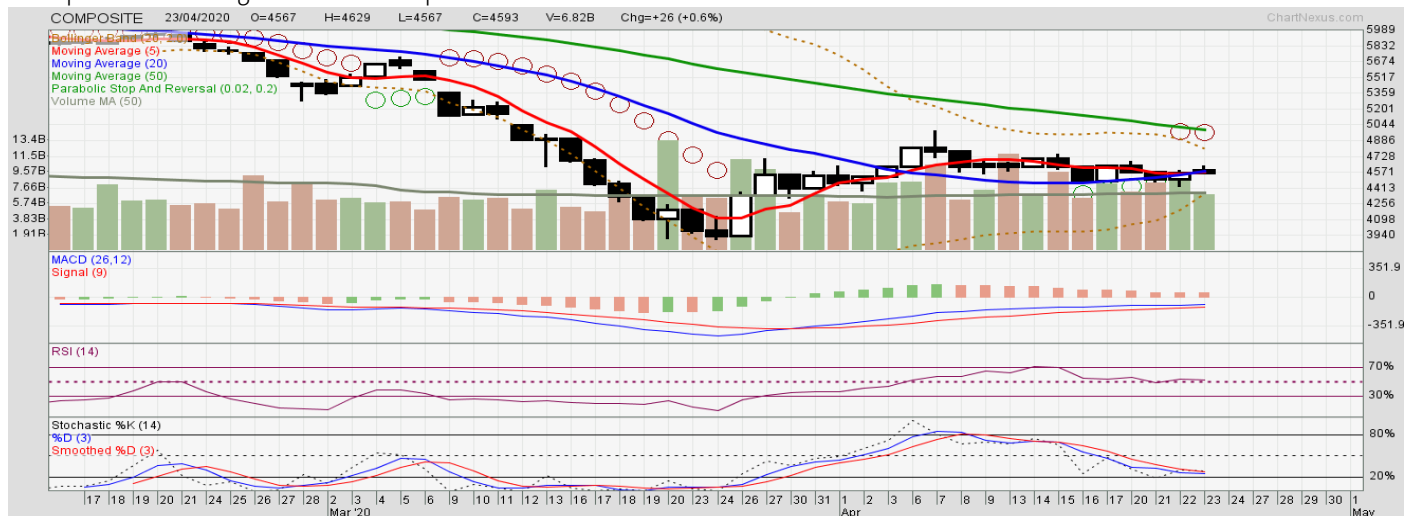 COMPOSITE 23/04/2020 O=4567 H=4629 L=4567 C=4593 V=6.82B Chg=+26 (+0.6%) ChartNexus.com
Bollinger Band (20, 2.0)
Moving Average (5)
Moving Average (20)
Moving Average (50)
Parabolic Stop And Reversal (0.02, 0.2)
Volume MA (50)
13.4B
11.5B
9.57B
7.66B
5.74B
3.83B
1.91B
5989
5832
5674
5517
5359
5201
5044
4886
4728
4571
4413
4256
4098
3940
MACD (26,12)
Signal (9)
351.9
0
-351.9
RSI (14)
70%
30%
Stochastic %K (14)
%D (3)
Smoothed %D (3)
80%
20%
17 18 19 20 21 24 25 26 27 28 2 3 4 5 6 9 10 11 12 13 16 17 18 19 20 23 24 26 27 30 31 1 2 3 6 7 8 9 13 14 15 16 17 20 21 22 23 24 27 28 29 30 1
Mar '20 Apr May